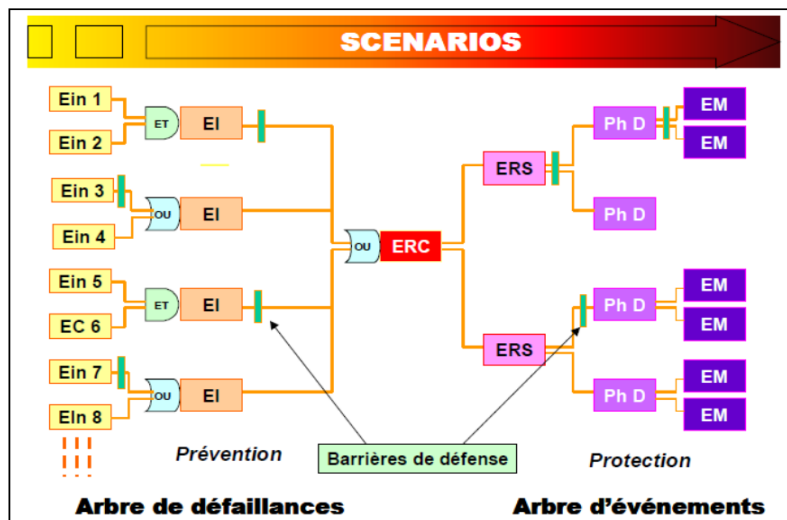 SCENARIOS
Ein 1
Ein 2
ET
EI
Ein 3
Ein 4
OU
EI
Ein 5
EC 6
ET
EI
Ein 7
EIn 8
OU
EI
OU
ERC
ERS
ERS
Ph D
Ph D
Ph D
Ph D
EM
EM
EM
EM
EM
EM
Prévention
Barrières de défense
Protection
Arbre de défaillances
Arbre d'événements